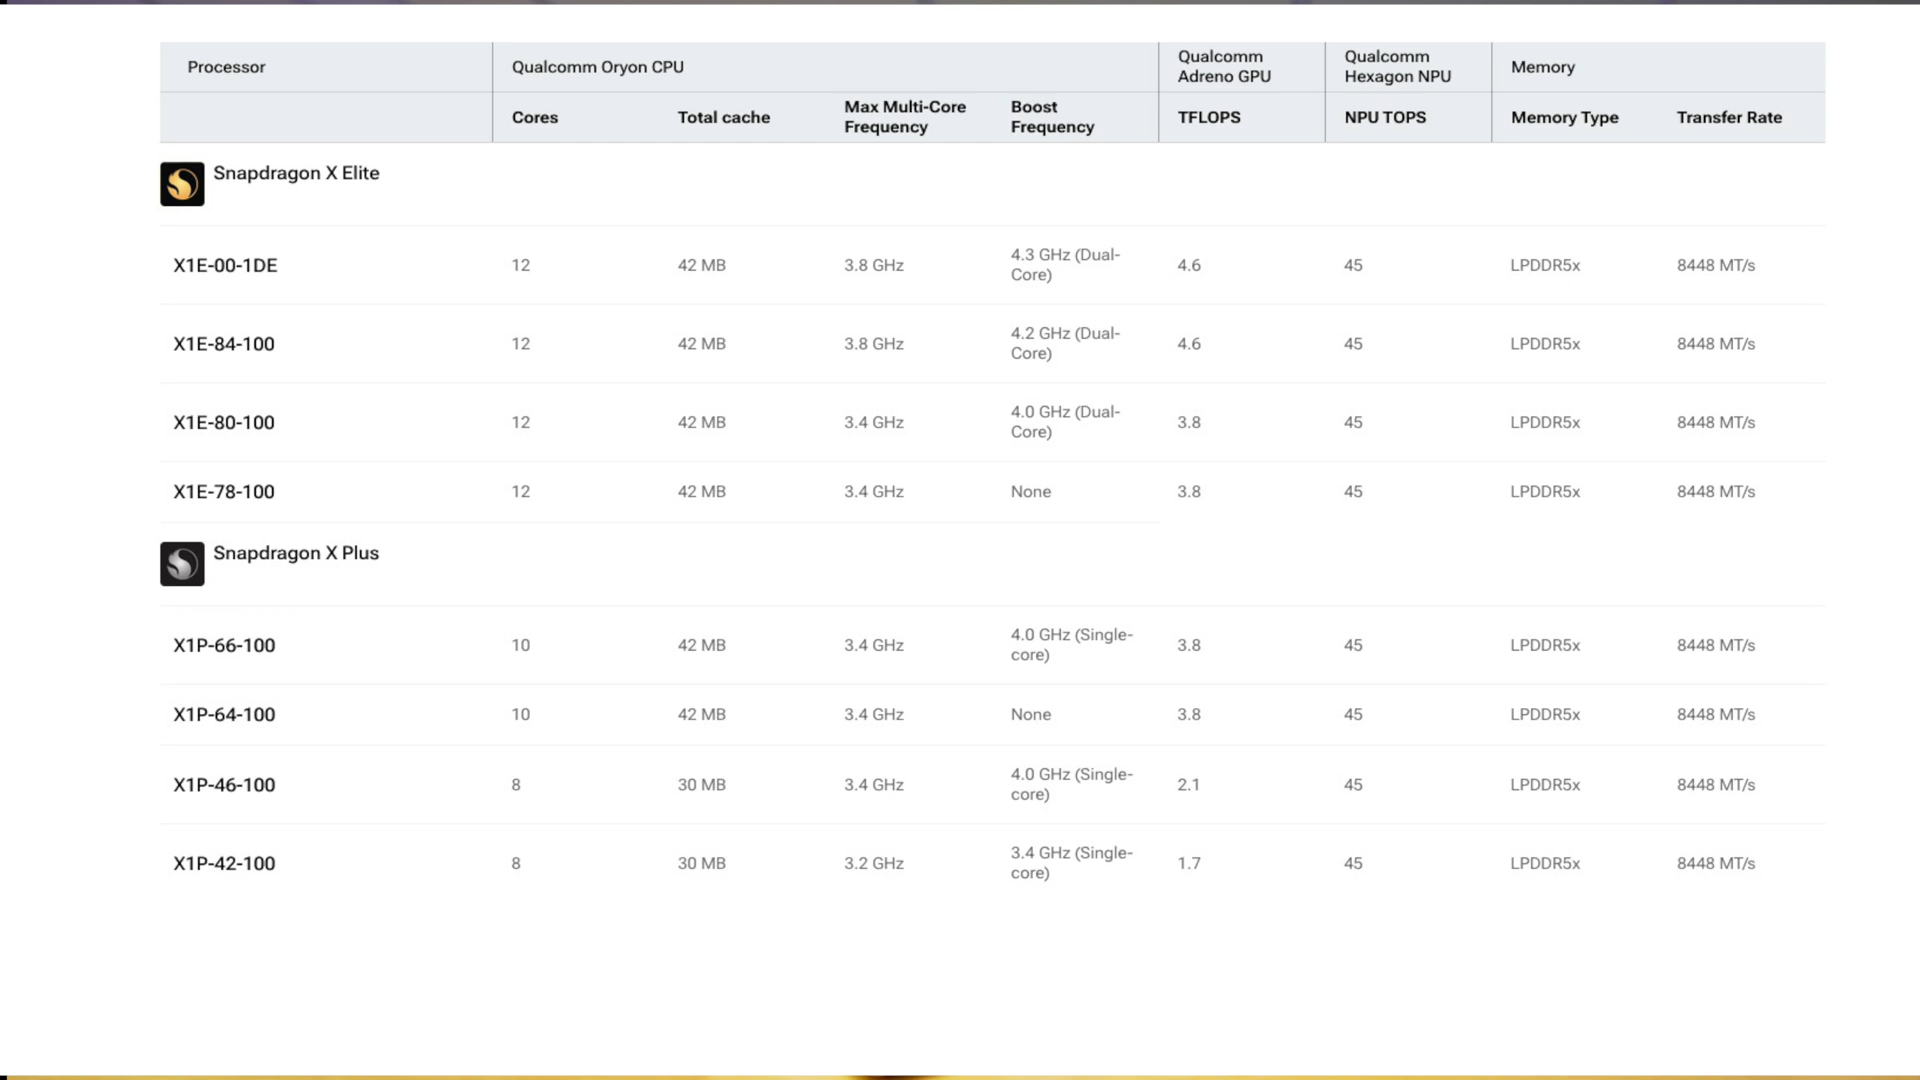 Processor Qualcomm Oryon CPU Qualcomm Adreno GPU Qualcomm Hexagon NPU Memory
Cores Total cache Max Multi-Core Frequency Boost Frequency TFLOPS NPU TOPS Memory Type Transfer Rate
Snapdragon X Elite
X1E-00-1DE 12 42 MB 3.8 GHz 4.3 GHz (Dual-Core) 4.6 45 LPDDR5x 8448 MT/s
X1E-84-100 12 42 MB 3.8 GHz 4.2 GHz (Dual-Core) 4.6 45 LPDDR5x 8448 MT/s
X1E-80-100 12 42 MB 3.4 GHz 4.0 GHz (Dual-Core) 3.8 45 LPDDR5x 8448 MT/s
X1E-78-100 12 42 MB 3.4 GHz None 3.8 45 LPDDR5x 8448 MT/s
Snapdragon X Plus
X1P-66-100 10 42 MB 3.4 GHz 4.0 GHz (Single-core) 3.8 45 LPDDR5x 8448 MT/s
X1P-64-100 10 42 MB 3.4 GHz None 3.8 45 LPDDR5x 8448 MT/s
X1P-46-100 8 30 MB 3.4 GHz 4.0 GHz (Single-core) 2.1 45 LPDDR5x 8448 MT/s
X1P-42-100 8 30 MB 3.2 GHz 3.4 GHz (Single-core) 1.7 45 LPDDR5x 8448 MT/s